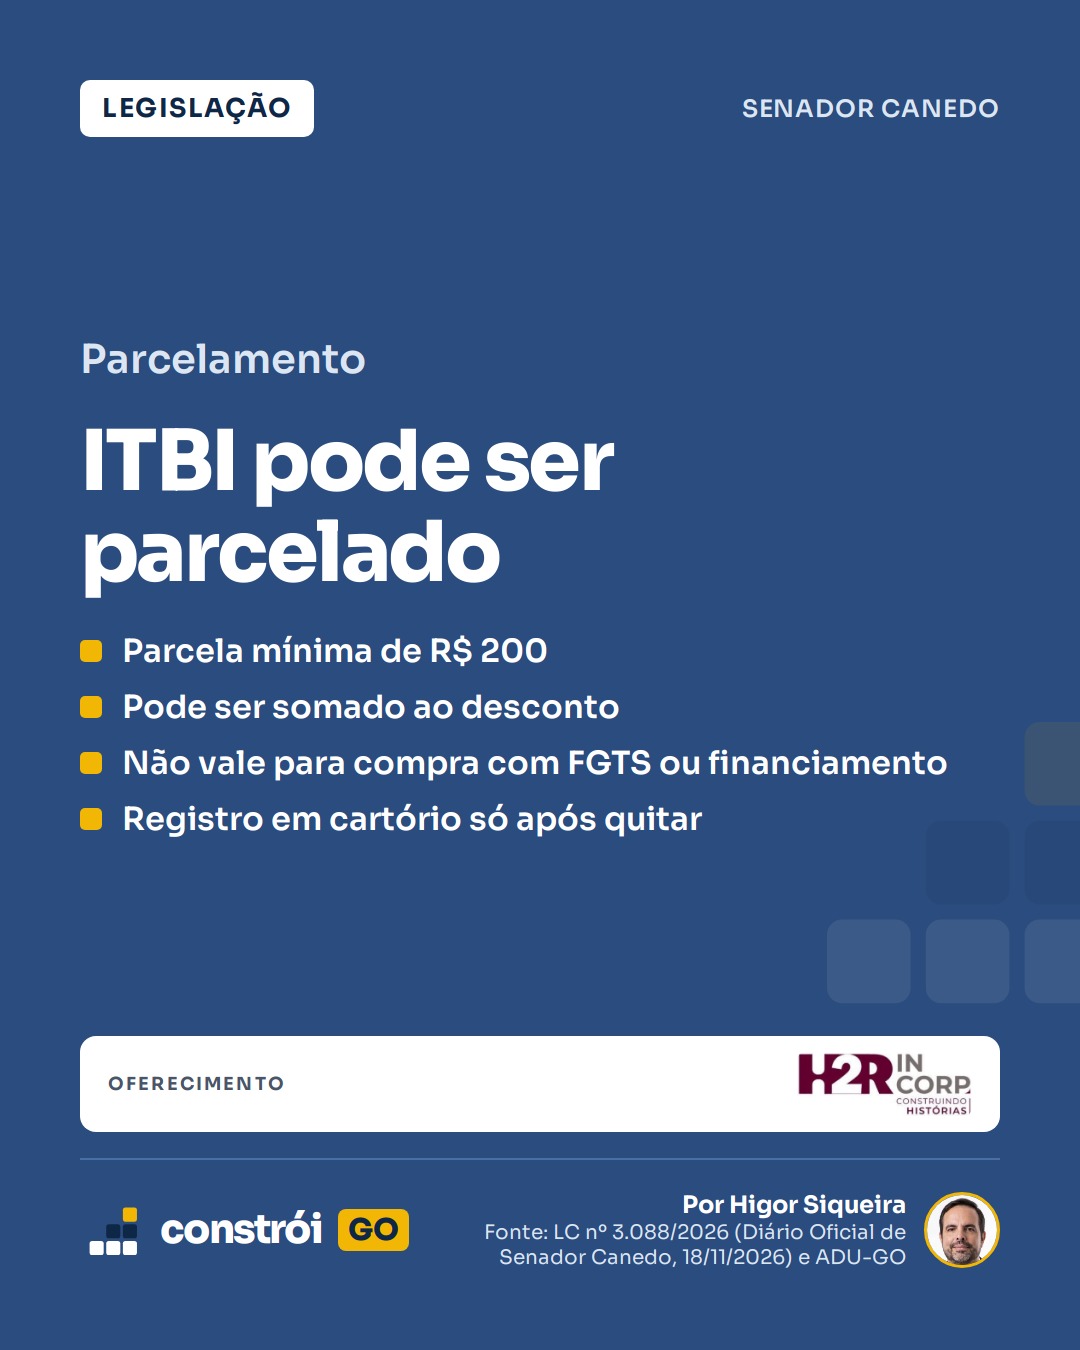 LEGISLAÇÃO
SENADOR CANEDO
Parcelamento
ITBI pode ser
parcelado
Parcela mínima de R$ 200
Pode ser somado ao desconto
Não vale para compra com FGTS ou financiamento
Registro em cartório só após quitar
OFERECIMENTO
H2R IN
CORP.
CONSTRUINDO
HISTÓRIAS
constrói GO
Por Higor Siqueira
Fonte: LC nº 3.088/2026 (Diário Oficial de
Senador Canedo, 18/11/2026) e ADU-GO